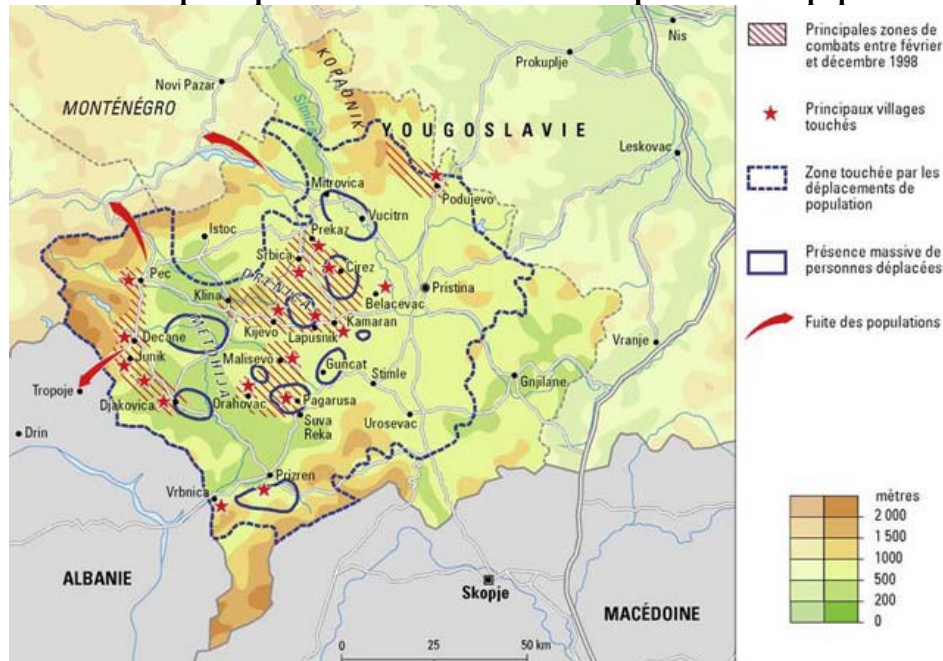 Nis
Prokuplje
Novi Pazar
KOPAONIK
MONTÉNÉGRO
Sitnica
YOUGOSLAVIE
Leskovac
Mitrovica
Podujevo
Vucitrn
Istoc
Prekaz
Srbica
Cirez
Pec
DRENICA
Klina
Belacevac
Pristina
Kijevo
Kamaran
Lapusnik
Vranje
Decane
METOHIJA
Junik
Malisevo
Guncat
Stimle
Gnjilane
Tropoje
Djakovica
Orahovac
Pagarusa
Suva
Reka
Urosevac
Drin
Prizren
Vrbnica
ALBANIE
Skopje
MACÉDOINE
0 25 50 km
Principales zones de
combats entre février
et décembre 1998
Principaux villages
touchés
Zone touchée par les
déplacements de
population
Présence massive de
personnes déplacées
Fuite des populations
mètres
2 000
1500
1000
500
200
0